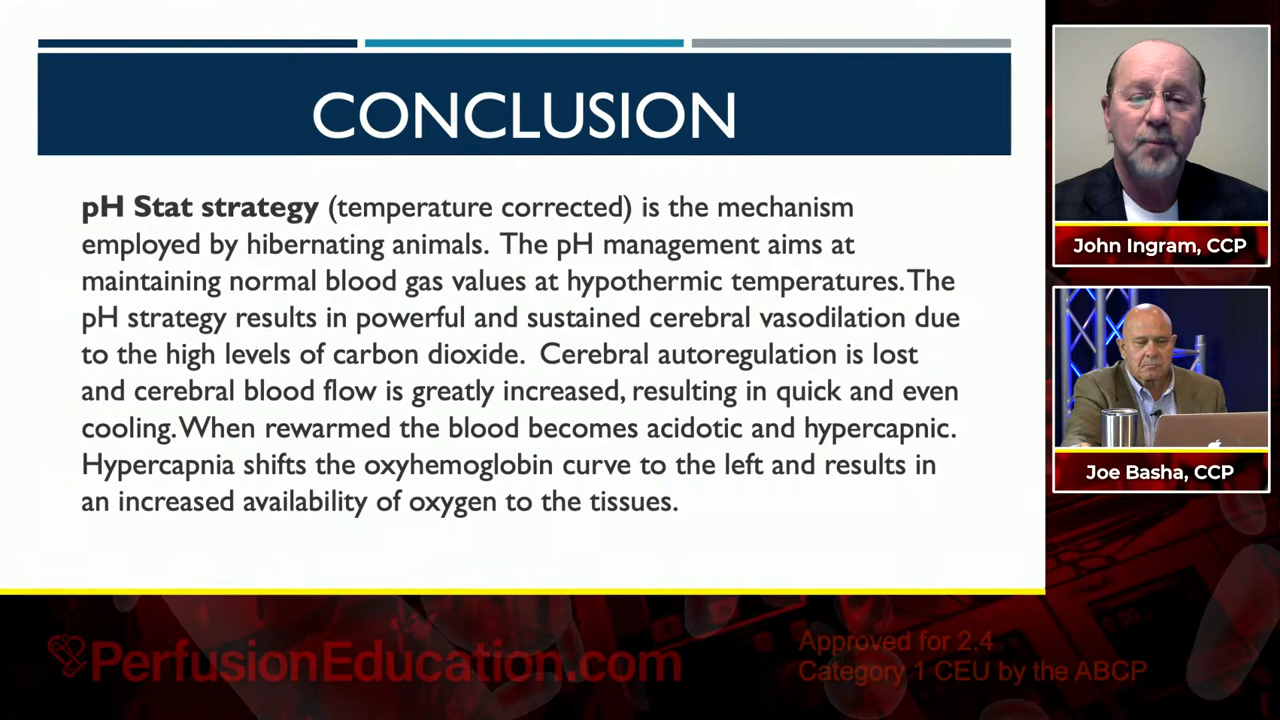 CONCLUSION
pH Stat strategy (temperature corrected) is the mechanism
employed by hibernating animals. The pH management aims at
maintaining normal blood gas values at hypothermic temperatures. The
pH strategy results in powerful and sustained cerebral vasodilation due
to the high levels of carbon dioxide. Cerebral autoregulation is lost
and cerebral blood flow is greatly increased, resulting in quick and even
cooling. When rewarmed the blood becomes acidotic and hypercapnic.
Hypercapnia shifts the oxyhemoglobin curve to the left and results in
an increased availability of oxygen to the tissues.
John Ingram, CCP
Joe Basha, CCP
PerfusionEducation.com
Approved for 2.4
Category 1 CEU by the ABCP